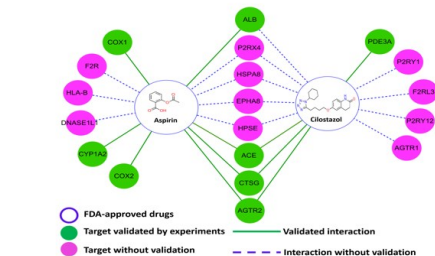 ALB
COX1
PDE3A
P2RX4
F2R
P2RY1
HSPA8
HLA-B
F2RL3
EPHA8
DNASE1L1
P2RY12
Aspirin
Cilostazol
HPSE
AGTR1
CYP1A2
ACE
COX2
CTSG
AGTR2
FDA-approved drugs
Target validated by experiments
Validated interaction
Target without validation
Interaction without validation